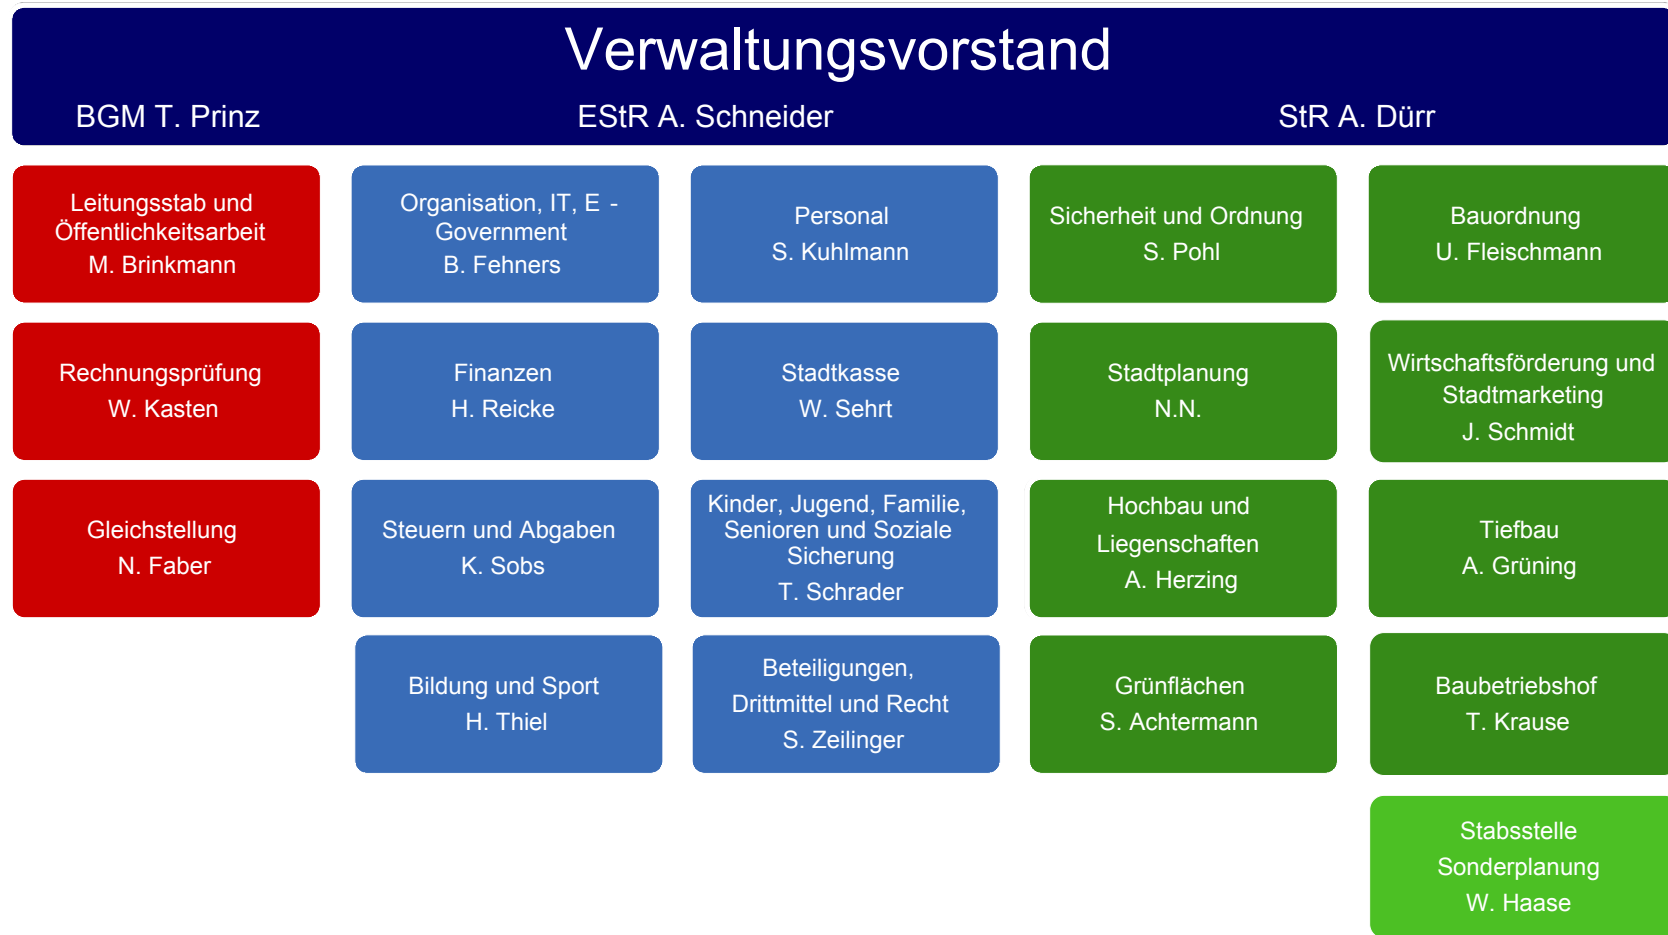 Verwaltungsvorstand
BGM T. Prinz
EStR A. Schneider
StR A. Dürr
Leitungsstab und
Öffentlichkeitsarbeit
M. Brinkmann
Organisation, IT, E -
Government
B. Fehners
Personal
S. Kuhlmann
Sicherheit und Ordnung
S. Pohl
Bauordnung
U. Fleischmann
Rechnungsprüfung
W. Kasten
Finanzen
H. Reicke
Stadtkasse
W. Sehrt
Stadtplanung
N.N.
Wirtschaftsförderung und
Stadtmarketing
J. Schmidt
Gleichstellung
N. Faber
Steuern und Abgaben
K. Sobs
Kinder, Jugend, Familie,
Senioren und Soziale
Sicherung
T. Schrader
Hochbau und
Liegenschaften
A. Herzing
Tiefbau
A. Grüning
Bildung und Sport
H. Thiel
Beteiligungen,
Drittmittel und Recht
S. Zeilinger
Grünflächen
S. Achtermann
Baubetriebshof
T. Krause
Stabsstelle
Sonderplanung
W. Haase